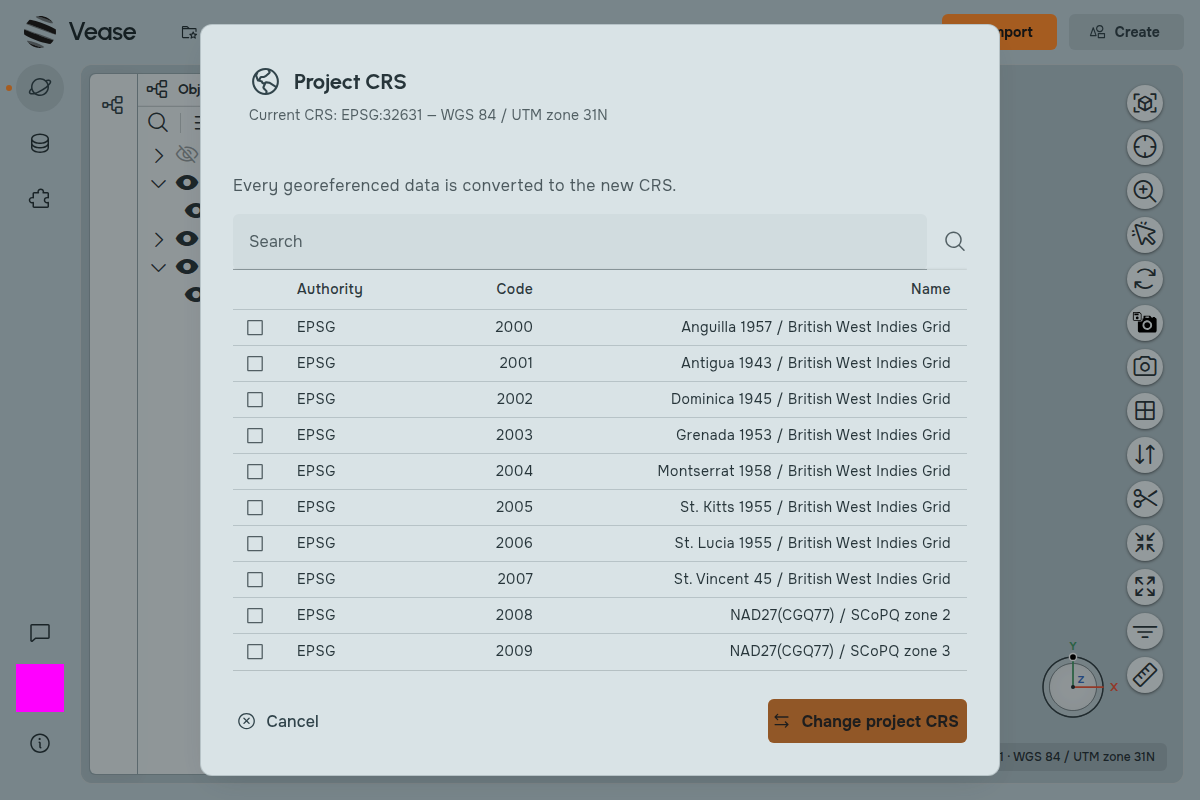 Vease
Create
Project CRS
Current CRS: EPSG:32631 — WGS 84 / UTM zone 31N
Every georeferenced data is converted to the new CRS.
Search
Authority Code Name
EPSG 2000 Anguilla 1957 / British West Indies Grid
EPSG 2001 Antigua 1943 / British West Indies Grid
EPSG 2002 Dominica 1945 / British West Indies Grid
EPSG 2003 Grenada 1953 / British West Indies Grid
EPSG 2004 Montserrat 1958 / British West Indies Grid
EPSG 2005 St. Kitts 1955 / British West Indies Grid
EPSG 2006 St. Lucia 1955 / British West Indies Grid
EPSG 2007 St. Vincent 45 / British West Indies Grid
EPSG 2008 NAD27(CGQ77) / SCoPQ zone 2
EPSG 2009 NAD27(CGQ77) / SCoPQ zone 3
Cancel
Change project CRS
Y
Z
X
1 · WGS 84 / UTM zone 31N